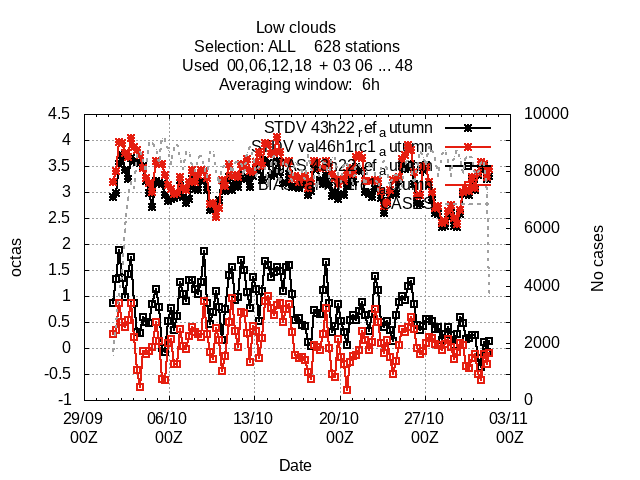 Low clouds
Selection: ALL 628 stations
Used 00,06,12,18 + 03 06 ... 48
Averaging window: 6h
4.5
4
3.5
3
2.5
2
1.5
1
0.5
0
-0.5
-1
octas
10000
8000
6000
4000
2000
0
No cases
STDV 43h22 ref a utumn
STDV val46h1rc1 a utumn
29/09 06/10 13/10 20/10 27/10 03/11
00Z 00Z 00Z 00Z 00Z 00Z
Date